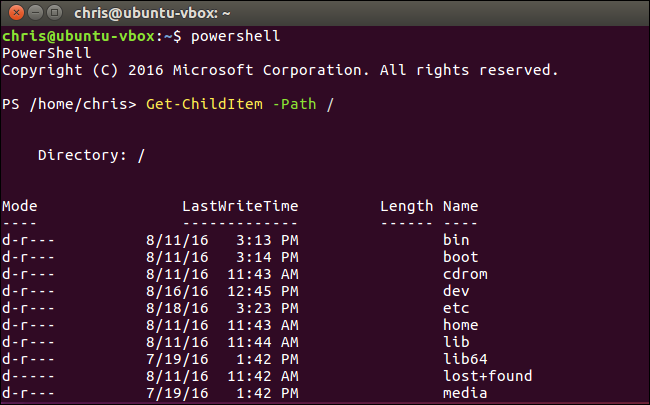 chris@ubuntu-vbox: ~
chris@ubuntu-vbox:~$ powershell
PowerShell
Copyright (C) 2016 Microsoft Corporation. All rights reserved.
PS /home/chris> Get-ChildItem -Path /
Directory: /
Mode LastWriteTime Length Name
---- ------------- ------ ----
d-r--- 8/11/16 3:13 PM bin
d-r--- 8/11/16 3:14 PM boot
d-r--- 8/11/16 11:43 AM cdrom
d-r--- 8/16/16 12:45 PM dev
d-r--- 8/18/16 3:23 PM etc
d-r--- 8/11/16 11:43 AM home
d-r--- 8/11/16 11:44 AM lib
d-r--- 7/19/16 1:42 PM lib64
d----- 8/11/16 11:42 AM lost+found
d-r--- 7/19/16 1:42 PM media